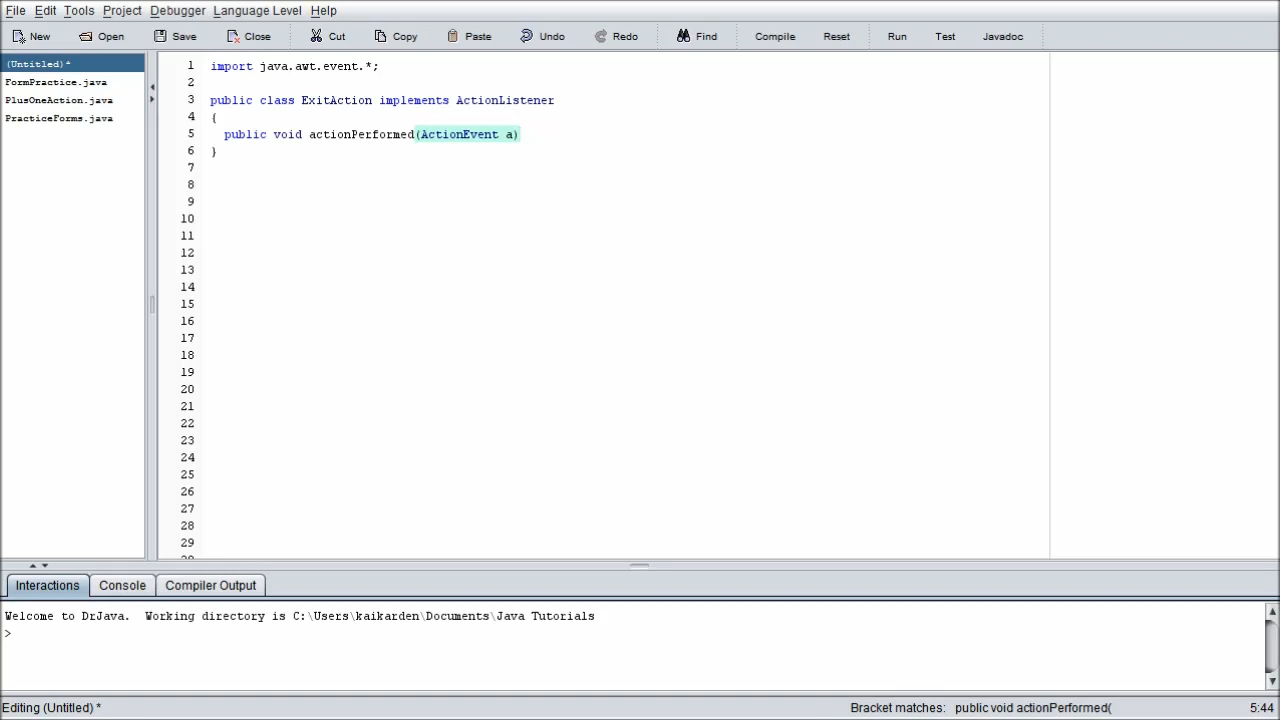 File Edit Tools Project Debugger Language Level Help
New Open Save Close Cut Copy Paste Undo Redo Find Compile Reset Run Test Javadoc
(Untitled)*
FormPractice.java
PlusOneAction.java
PracticeForms.java
1 import java.awt.event.*;
2
3 public class ExitAction implements ActionListener
4 {
5 public void actionPerformed(ActionEvent a)
6 }
7
8
9
10
11
12
13
14
15
16
17
18
19
20
21
22
23
24
25
26
27
28
29
Interactions Console Compiler Output
Welcome to DrJava. Working directory is C:\Users\kaikarden\Documents\Java Tutorials
>
Editing (Untitled) * Bracket matches: public void actionPerformed( 5:44